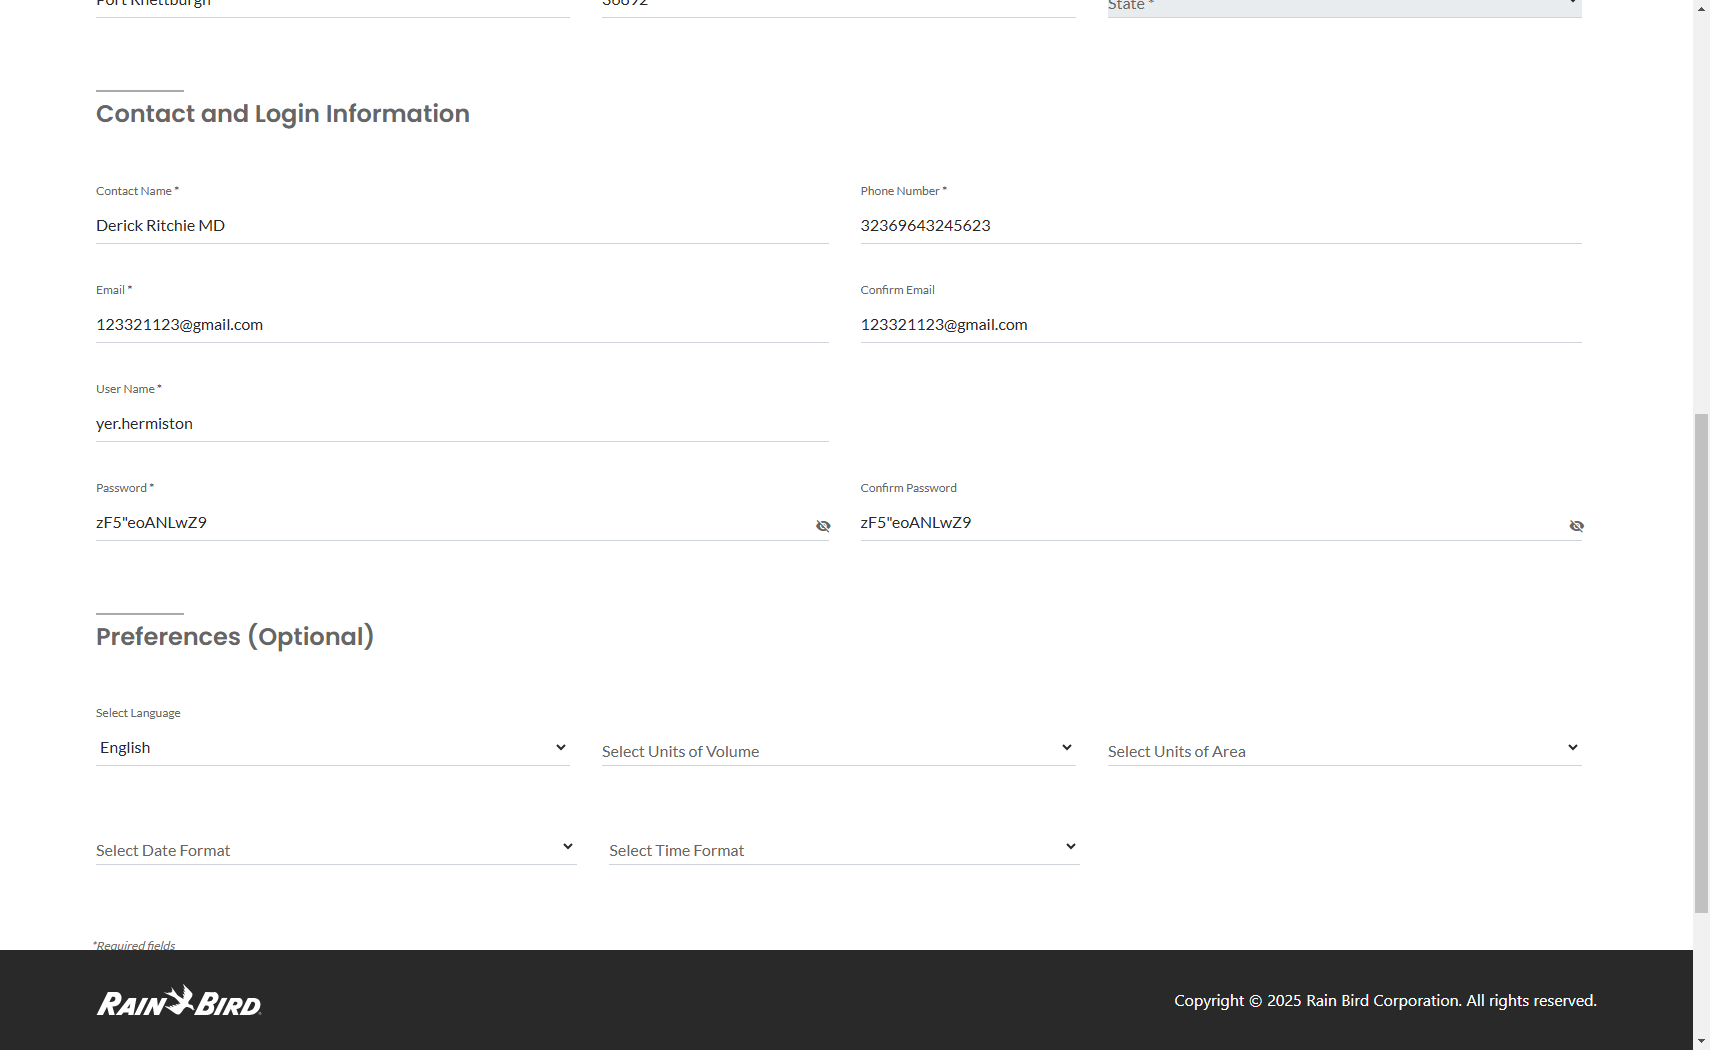 Port Rhettburgh 36892 State *
Contact and Login Information
Contact Name * Phone Number *
Derick Ritchie MD 32369643245623
Email * Confirm Email
123321123@gmail.com 123321123@gmail.com
User Name *
yer.hermiston
Password * Confirm Password
zF5"eoANLwZ9 zF5"eoANLwZ9
Preferences (Optional)
Select Language
English Select Units of Volume Select Units of Area
Select Date Format Select Time Format
*Required fields
RAIN BIRD Copyright © 2025 Rain Bird Corporation. All rights reserved.